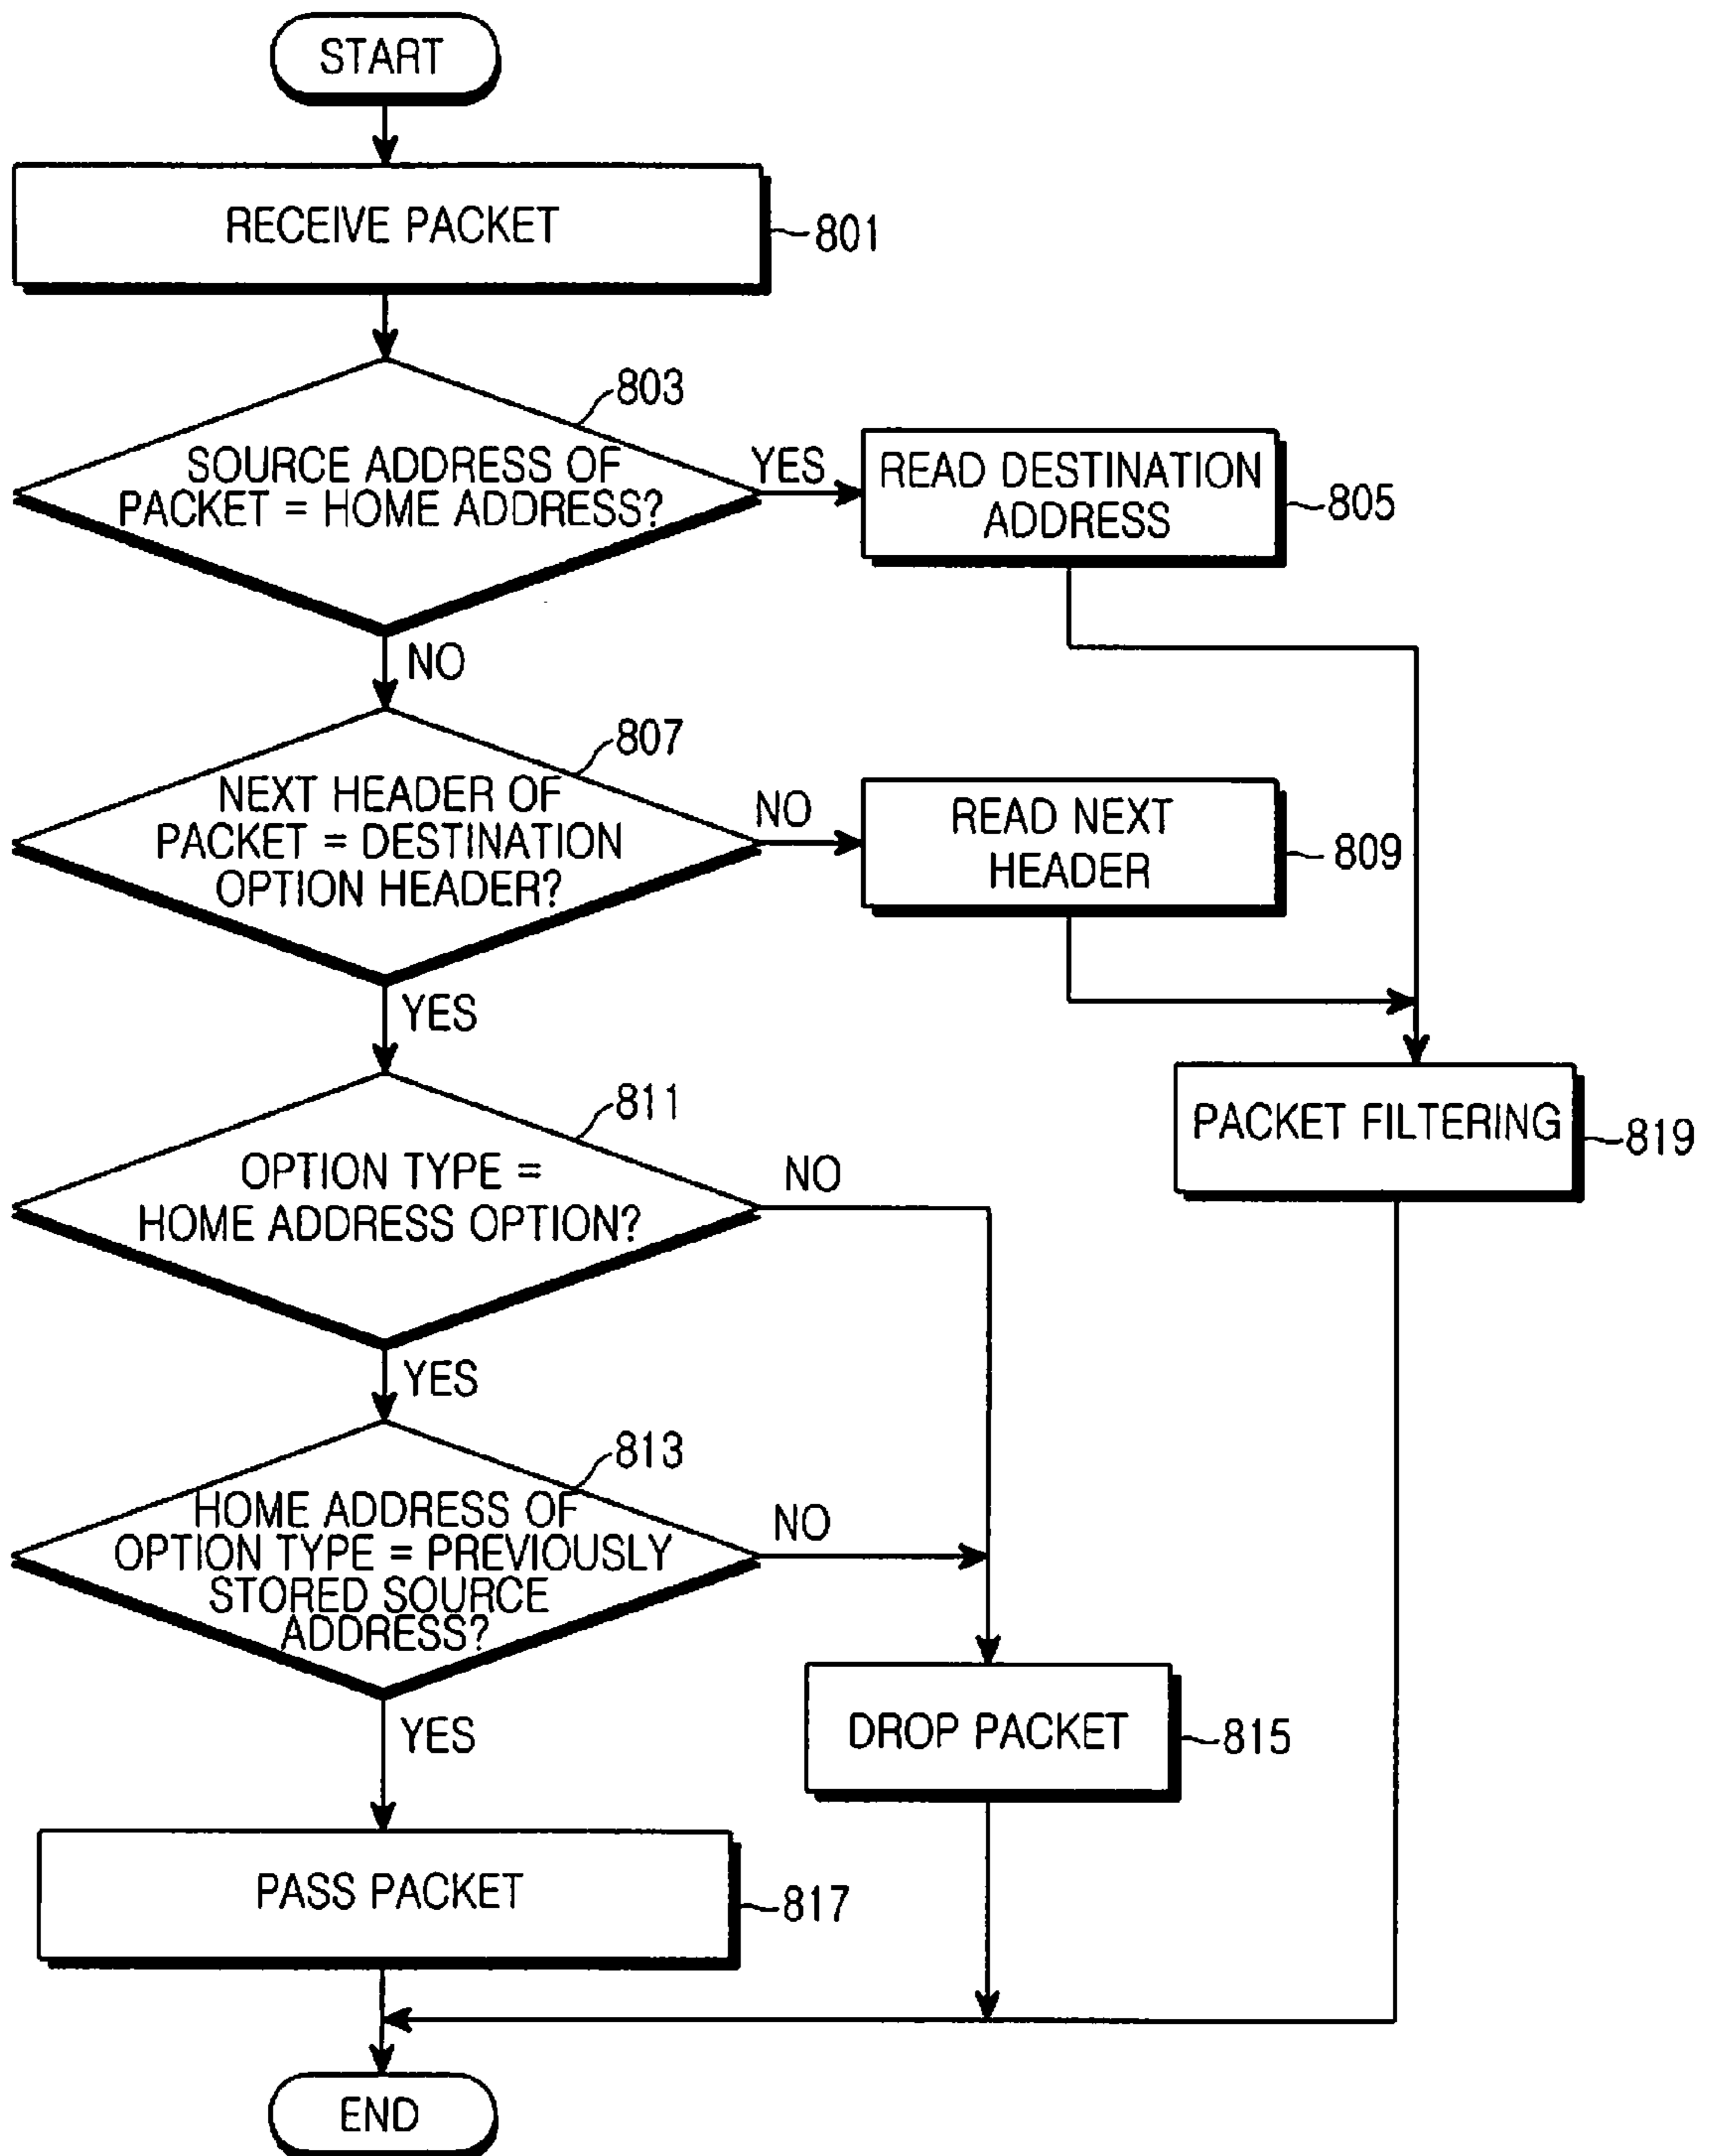 START
RECEIVE PACKET
801
803
SOURCE ADDRESS OF
PACKET = HOME ADDRESS?
YES
READ DESTINATION
ADDRESS
805
NO
807
NEXT HEADER OF
PACKET = DESTINATION
OPTION HEADER?
NO
READ NEXT
HEADER
809
YES
811
OPTION TYPE =
HOME ADDRESS OPTION?
NO
PACKET FILTERING
819
YES
813
HOME ADDRESS OF
OPTION TYPE = PREVIOUSLY
STORED SOURCE
ADDRESS?
NO
YES
DROP PACKET
815
PASS PACKET
817
END